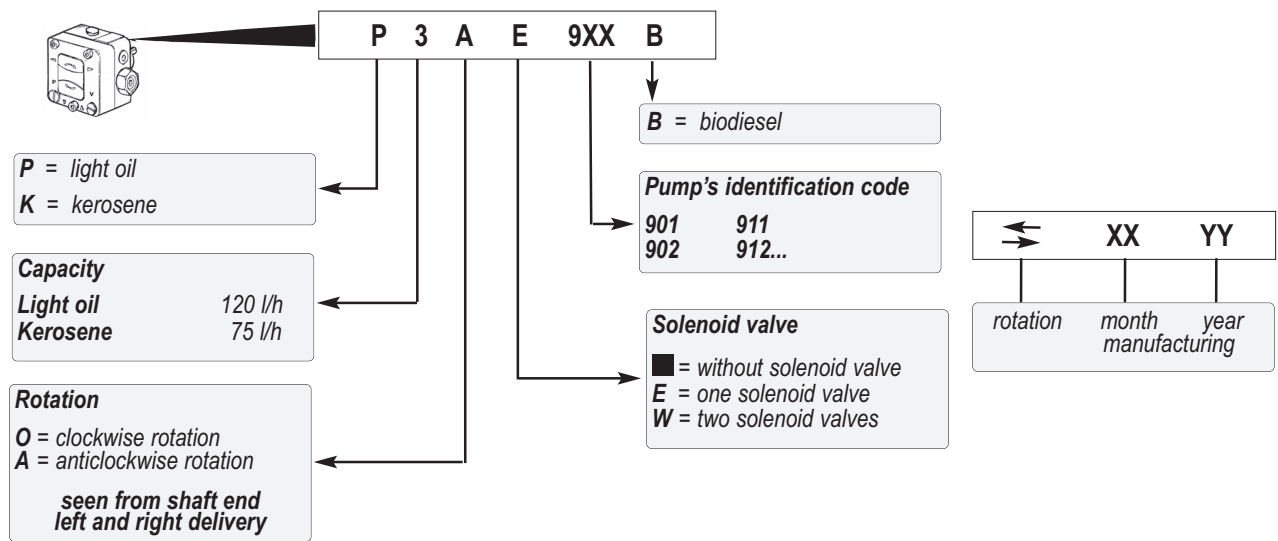 P 3 A E 9XX B
B = biodiesel
P = light oil
K = kerosene
Pump's identification code
901 911
902 912...
XX YY
rotation month year
manufacturing
Capacity
Light oil 120 l/h
Kerosene 75 l/h
Solenoid valve
■ = without solenoid valve
E = one solenoid valve
W = two solenoid valves
Rotation
O = clockwise rotation
A = anticlockwise rotation
seen from shaft end
left and right delivery